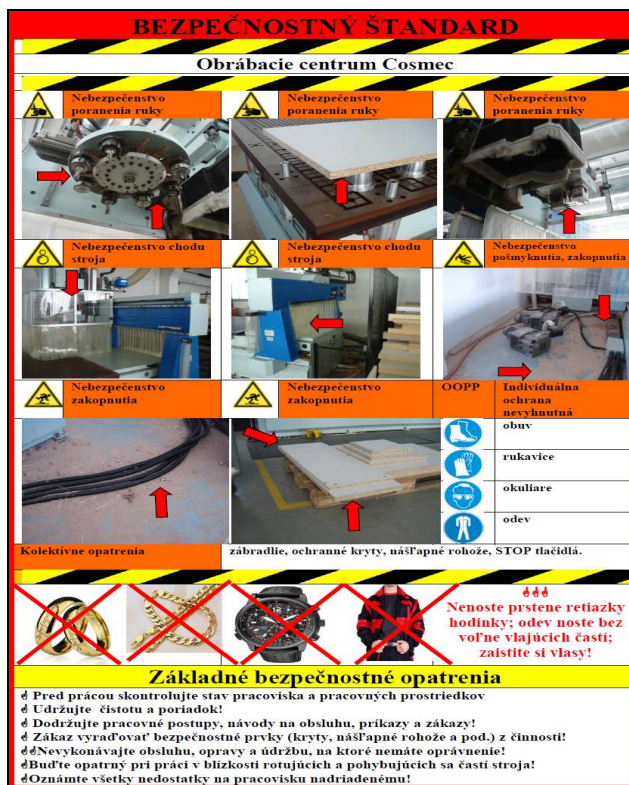 BEZPEČNOSTNÝ ŠTANDARD
Obrábacie centrum Cosmec
Nebezpečenstvo
poranenia ruky
Nebezpečenstvo
poranenia ruky
Nebezpečenstvo
poranenia ruky
Nebezpečenstvo chodu
stroja
Nebezpečenstvo chodu
stroja
Nebezpečenstvo
pošmyknutia, zakopnutia
Nebezpečenstvo
zakopnutia
Nebezpečenstvo
zakopnutia
OOPP
Individuálna
ochrana
nevyhnutná
obuv
rukavice
okuliare
odev
Kolektívne opatrenia
zábradlie, ochranné kryty, nášľapné rohože, STOP tlačidlá.
Nenoste prstene retiazky
hodinky; odev noste bez
voľne vlajúcich častí;
zaistite si vlasy!
Základné bezpečnostné opatrenia
Pred prácou skontrolujte stav pracoviska a pracovných prostriedkov
Udržujte čistotu a poriadok!
Dodržujte pracovné postupy, návody na obsluhu, príkazy a zákazy!
Zákaz vyraďovať bezpečnostné prvky (kryty, nášľapné rohože a pod.) z činnosti!
Nevykonávajte obsluhu, opravy a údržbu, na ktoré nemáte oprávnenie!
Buďte opatrný pri práci v blízkosti rotujúcich a pohybujúcich sa častí stroja!
Oznámte všetky nedostatky na pracovisku nadriadenému!